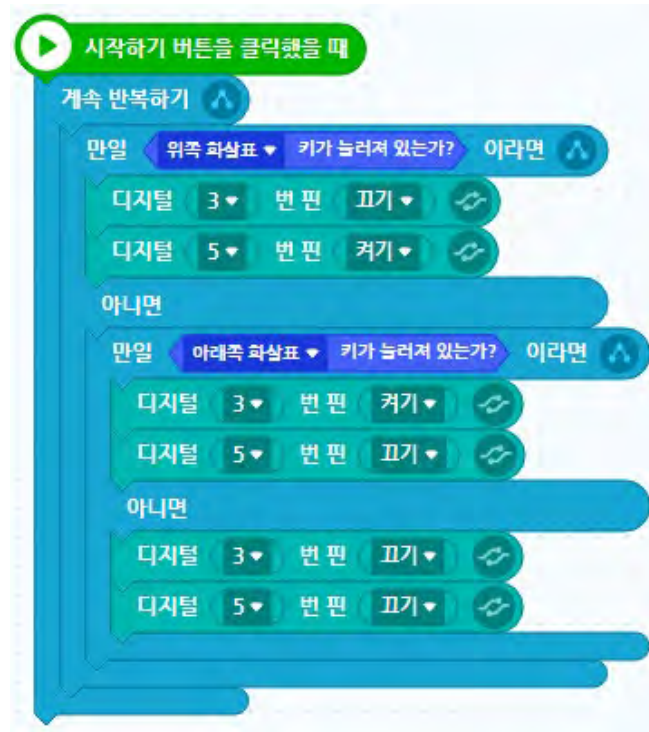 시작하기 버튼을 클릭했을 때
계속 반복하기
만일 위쪽 화살표 키가 눌러져 있는가? 이라면
디지털 3 번 핀 끄기
디지털 5 번 핀 켜기
아니면
만일 아래쪽 화살표 키가 눌러져 있는가? 이라면
디지털 3 번 핀 켜기
디지털 5 번 핀 끄기
아니면
디지털 3 번 핀 끄기
디지털 5 번 핀 끄기